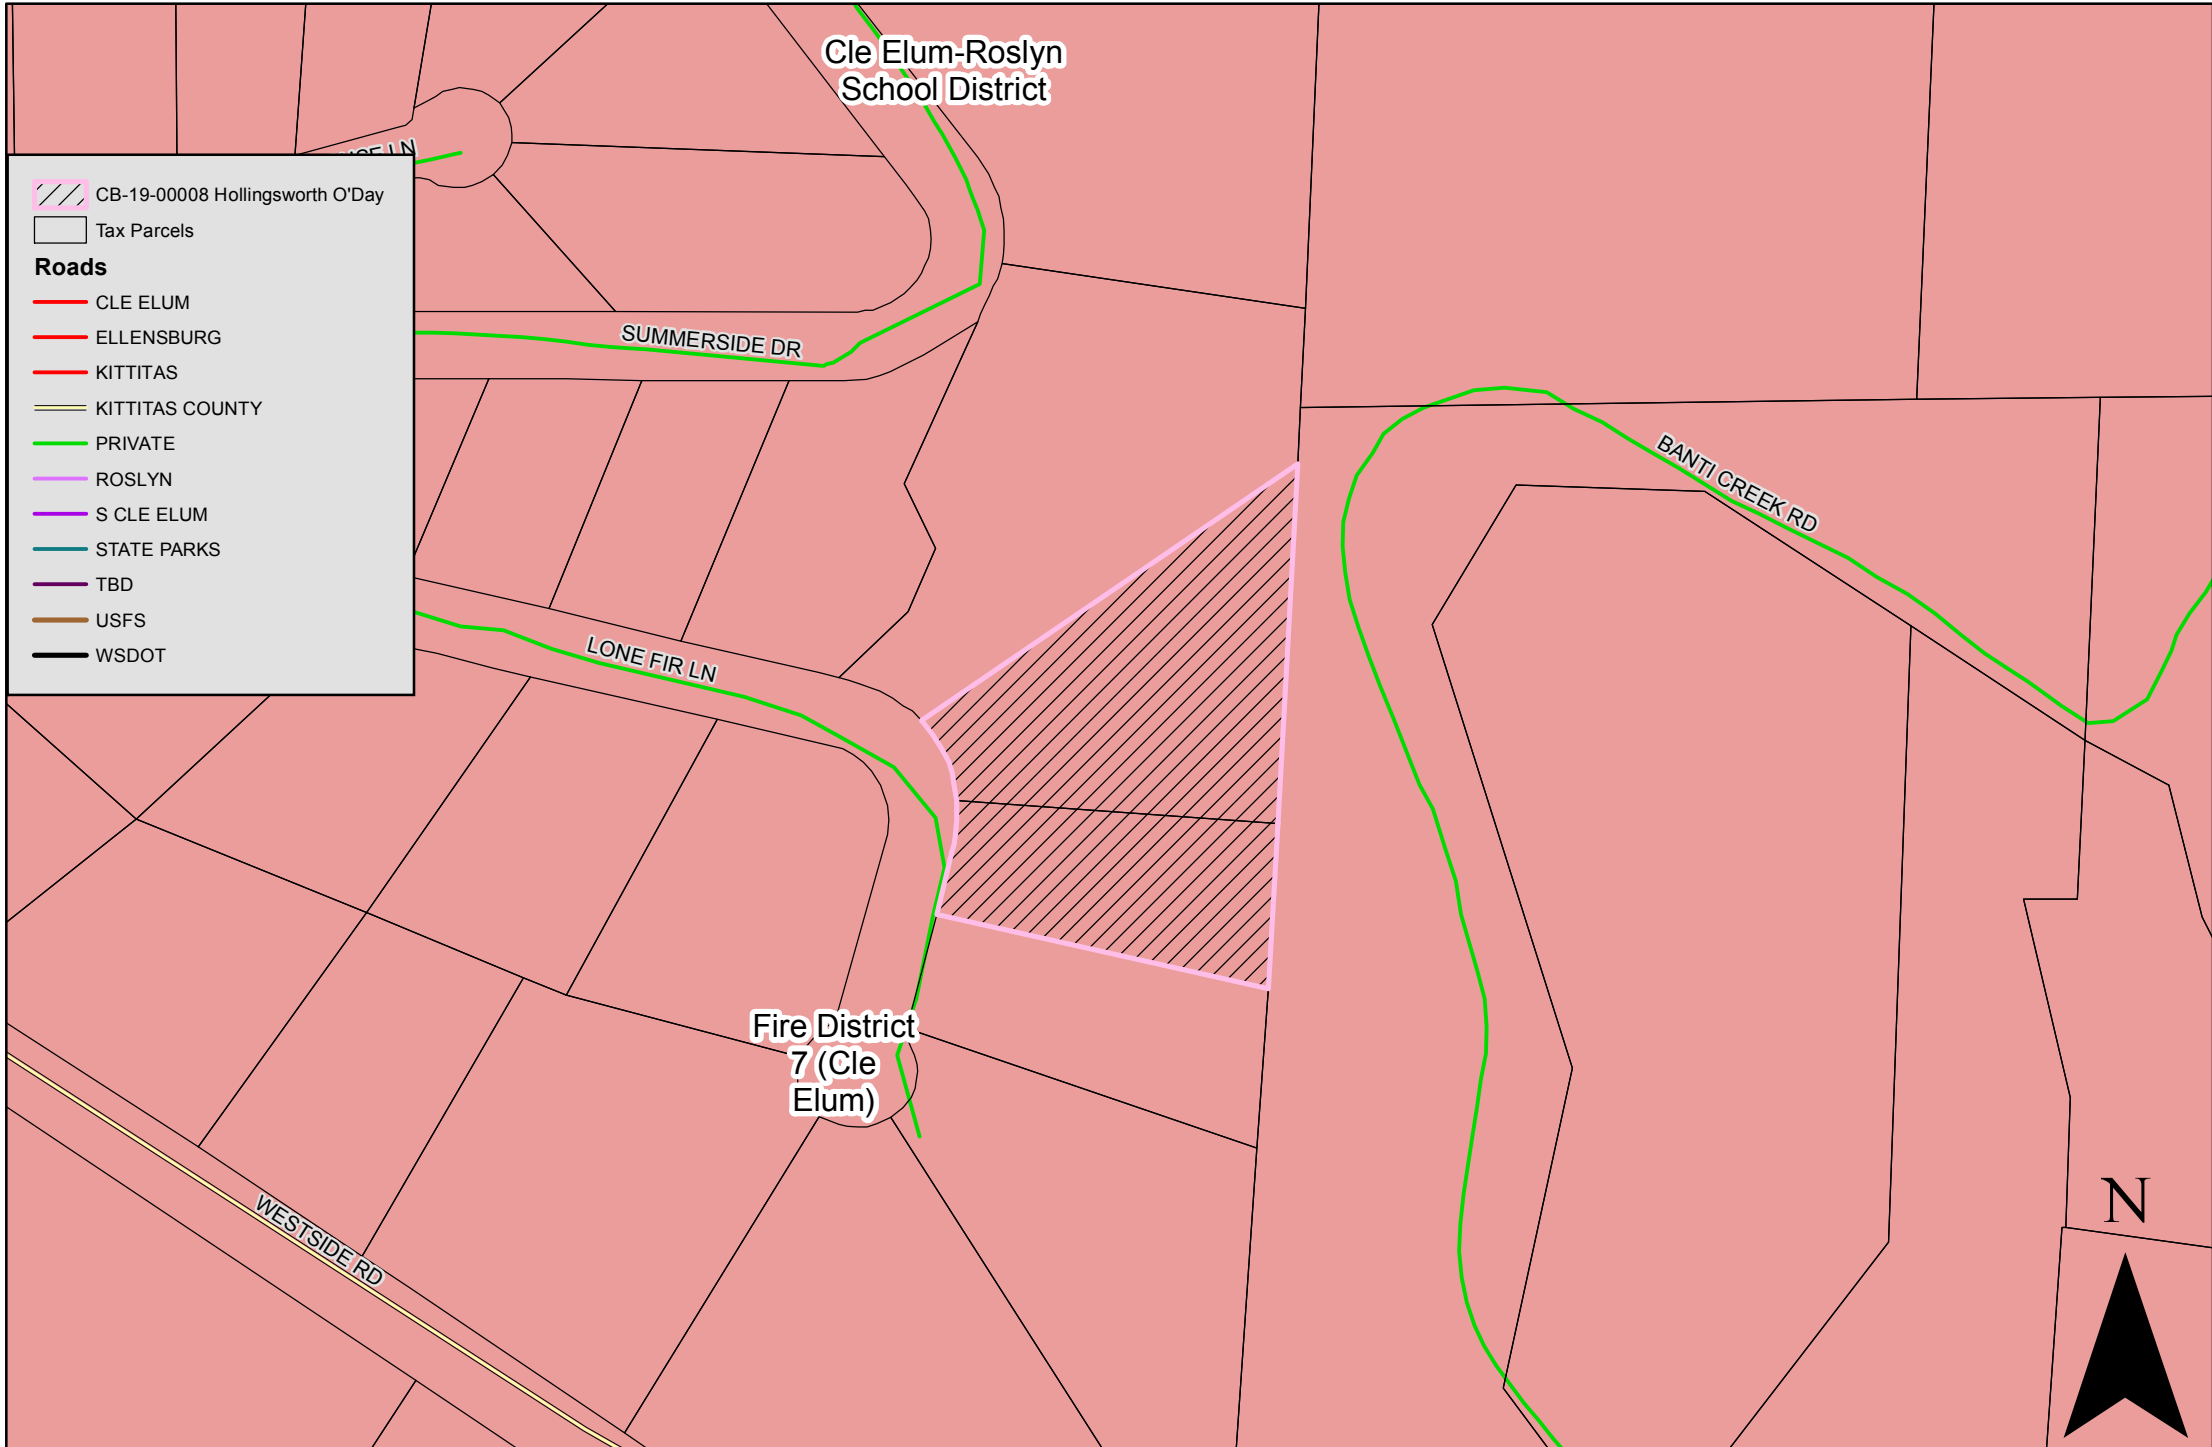 Cle Elum-Roslyn
School District
LN
CB-19-00008 Hollingsworth O'Day
Tax Parcels
Roads
CLE ELUM
ELLENSBURG
KITTITAS
KITTITAS COUNTY
PRIVATE
ROSLYN
S CLE ELUM
STATE PARKS
TBD
USFS
WSDOT
SUMMERSIDE DR
BANTI CREEK RD
LONE FIR LN
Fire District
7 (Cle
Elum)
WESTSIDE RD
N